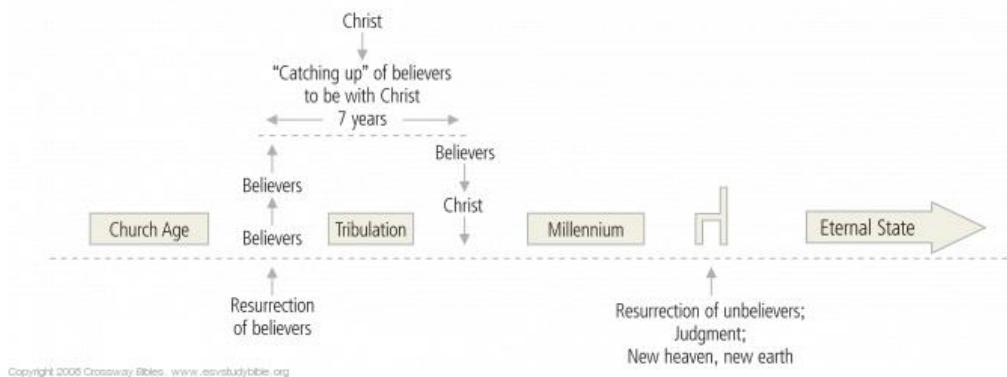 Christ
“Catching up” of believers
to be with Christ
7 years
Believers
Believers
Christ
Church Age
Believers
Tribulation
Millennium
Eternal State
Resurrection
of believers
Resurrection of unbelievers;
Judgment;
New heaven, new earth
Copyright 2008 Crossway Bibles. www.esvstudybible.org